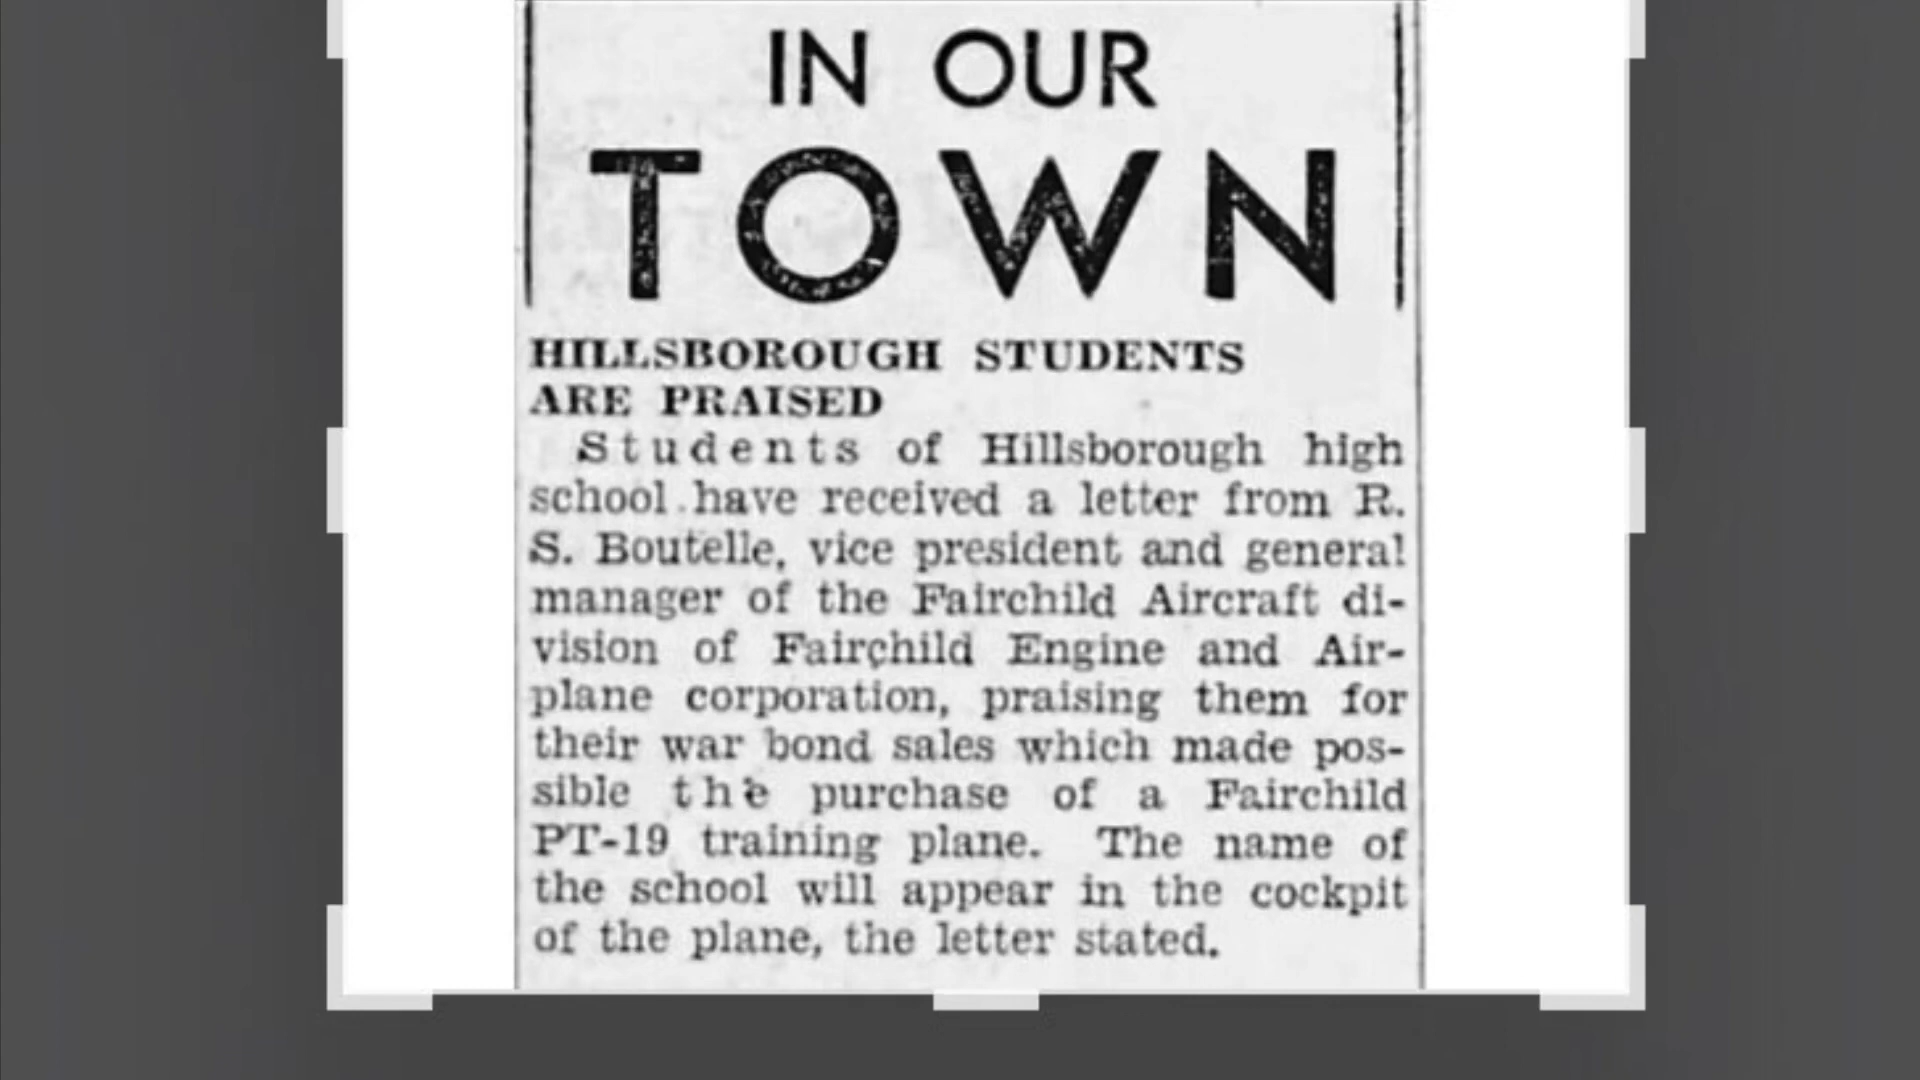 IN OUR
TOWN
HILLSBOROUGH STUDENTS
ARE PRAISED
Students of Hillsborough high
school have received a letter from R.
S. Boutelle, vice president and general
manager of the Fairchild Aircraft di-
vision of Fairchild Engine and Air-
plane corporation, praising them for
their war bond sales which made pos-
sible the purchase of a Fairchild
PT-19 training plane. The name of
the school will appear in the cockpit
of the plane, the letter stated.